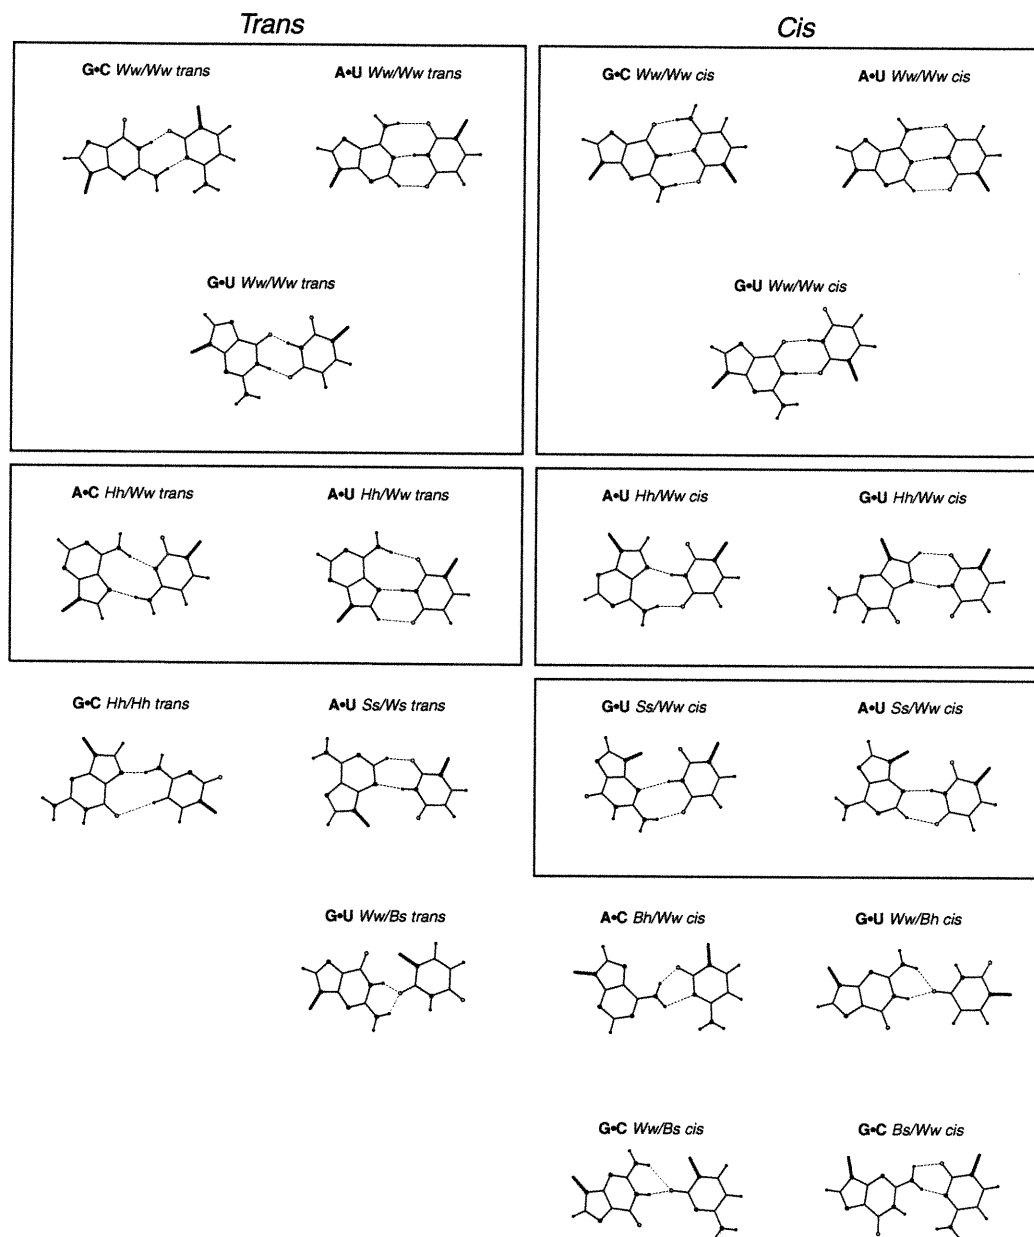 Trans
Cis
G•C Ww/Ww trans
A•U Ww/Ww trans
G•C Ww/Ww cis
A•U Ww/Ww cis
G•U Ww/Ww trans
G•U Ww/Ww cis
A•C Hh/Ww trans
A•U Hh/Ww trans
A•U Hh/Ww cis
G•U Hh/Ww cis
G•C Hh/Hh trans
A•U Ss/Ws trans
G•U Ss/Ww cis
A•U Ss/Ww cis
G•U Ww/Bs trans
A•C Bh/Ww cis
G•U Ww/Bh cis
G•C Ww/Bs cis
G•C Bs/Ww cis